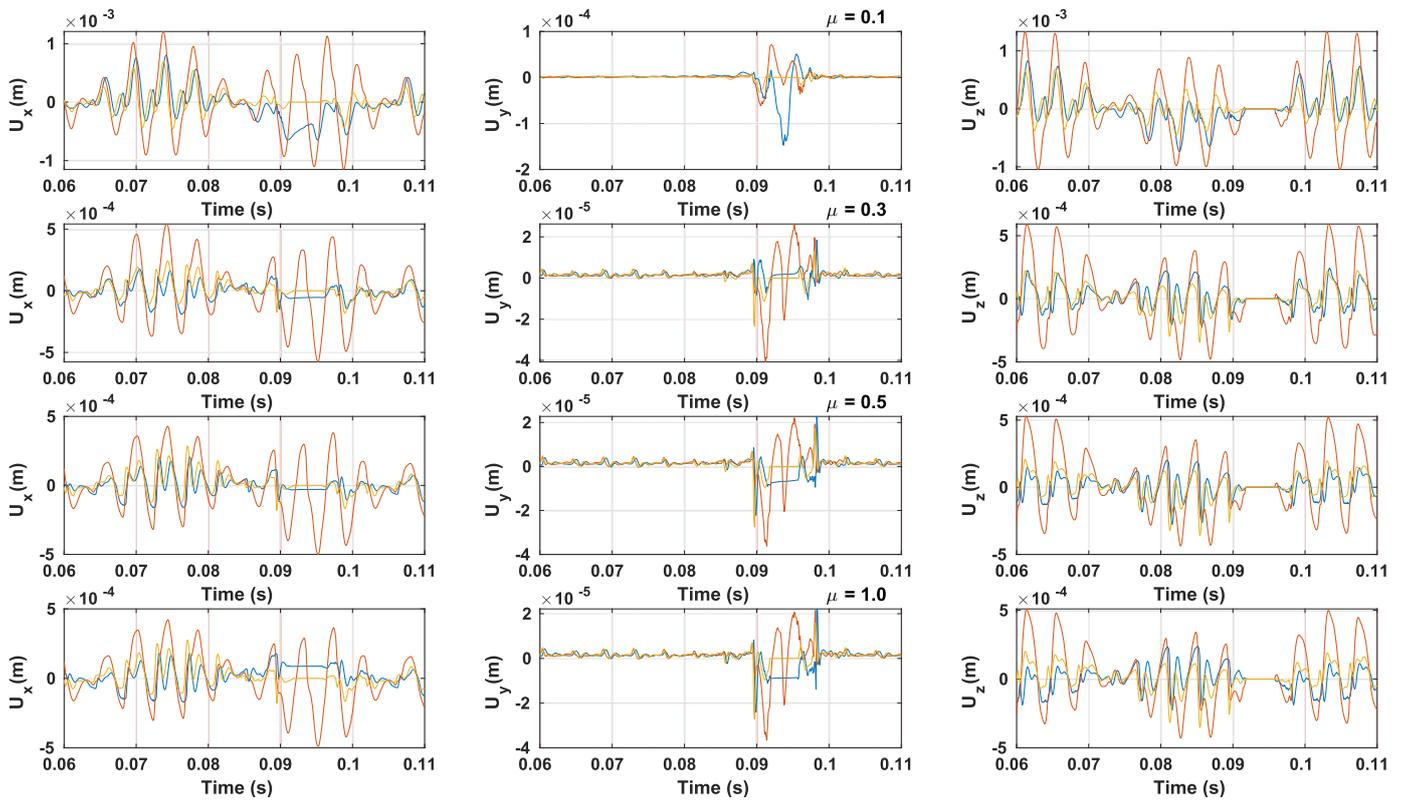 ×10 -3 ×10 -4 μ = 0.1 ×10 -3
1 1 1
U x (m) 0 U y (m) 0 U z (m) 0
-1
-1 -2 -1
0.06 0.07 0.08 0.09 0.1 0.11 0.06 0.07 0.08 0.09 0.1 0.11 0.06 0.07 0.08 0.09 0.1 0.11
Time (s) Time (s) Time (s)
×10 -4 ×10 -5 μ = 0.3 ×10 -4
5 2 5
U x (m) 0 U y (m) 0 U z (m) 0
-2
-5 -4 -5
0.06 0.07 0.08 0.09 0.1 0.11 0.06 0.07 0.08 0.09 0.1 0.11 0.06 0.07 0.08 0.09 0.1 0.11
Time (s) Time (s) Time (s)
×10 -4 ×10 -5 μ = 0.5 ×10 -4
5 2 5
U x (m) 0 U y (m) 0 U z (m) 0
-2
-5 -4 -5
0.06 0.07 0.08 0.09 0.1 0.11 0.06 0.07 0.08 0.09 0.1 0.11 0.06 0.07 0.08 0.09 0.1 0.11
Time (s) Time (s) Time (s)
×10 -4 ×10 -5 μ = 1.0 ×10 -4
5 2 5
U x (m) 0 U y (m) 0 U z (m) 0
-2
-5 -4 -5
0.06 0.07 0.08 0.09 0.1 0.11 0.06 0.07 0.08 0.09 0.1 0.11 0.06 0.07 0.08 0.09 0.1 0.11
Time (s) Time (s) Time (s)